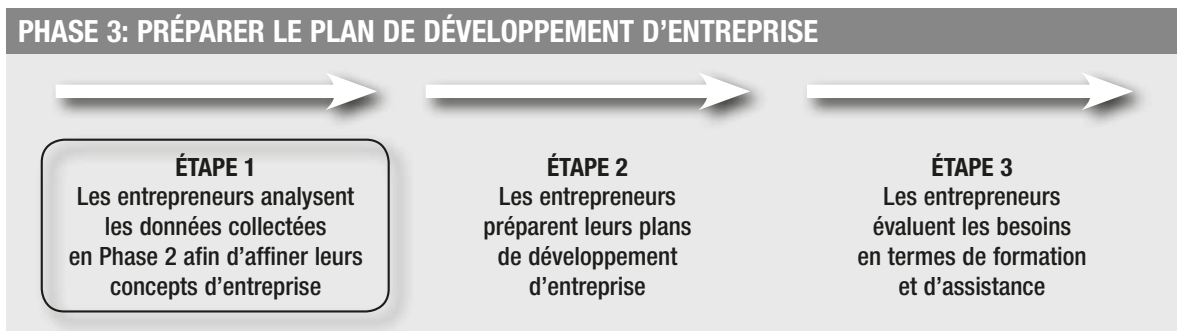 PHASE 3: PRÉPARER LE PLAN DE DÉVELOPPEMENT D’ENTREPRISE
ÉTAPE 1
Les entrepreneurs analysent
les données collectées
en Phase 2 afin d’affiner leurs
concepts d’entreprise
ÉTAPE 2
Les entrepreneurs
préparent leurs plans
de développement
d’entreprise
ÉTAPE 3
Les entrepreneurs
évaluent les besoins
en termes de formation
et d’assistance